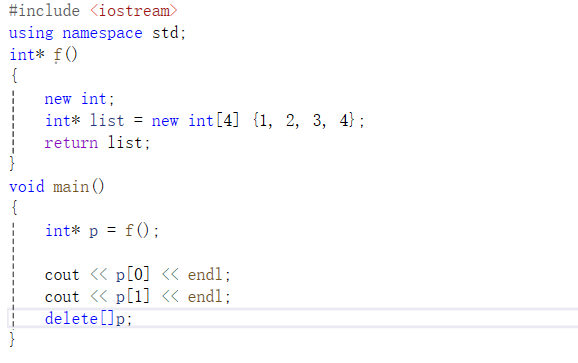 #include <iostream>
using namespace std;
int* f()
{
new int;
int* list = new int[4] {1, 2, 3, 4};
return list;
}
void main()
{
int* p = f();
cout << p[0] << endl;
cout << p[1] << endl;
delete[]p;
}